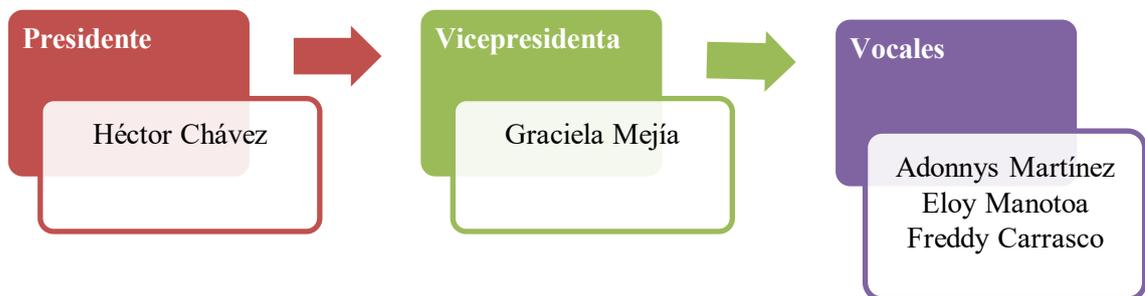 Presidente
Héctor Chávez
Vicepresidenta
Graciela Mejía
Vocales
Adonnys Martínez
Eloy Manotoa
Freddy Carrasco